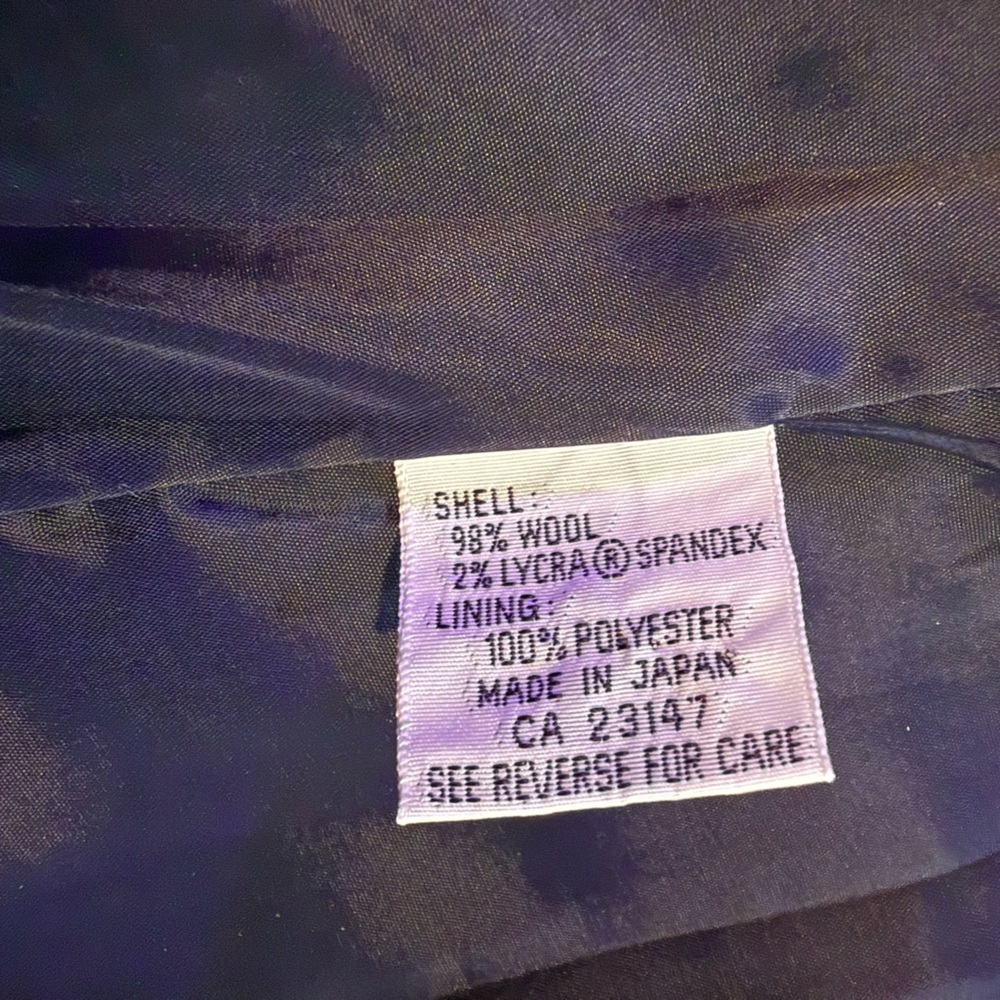 SHELL:
98% WOOL
2% LYCRA® SPANDEX
LINING:
100% POLYESTER
MADE IN JAPAN
CA 23147
SEE REVERSE FOR CARE